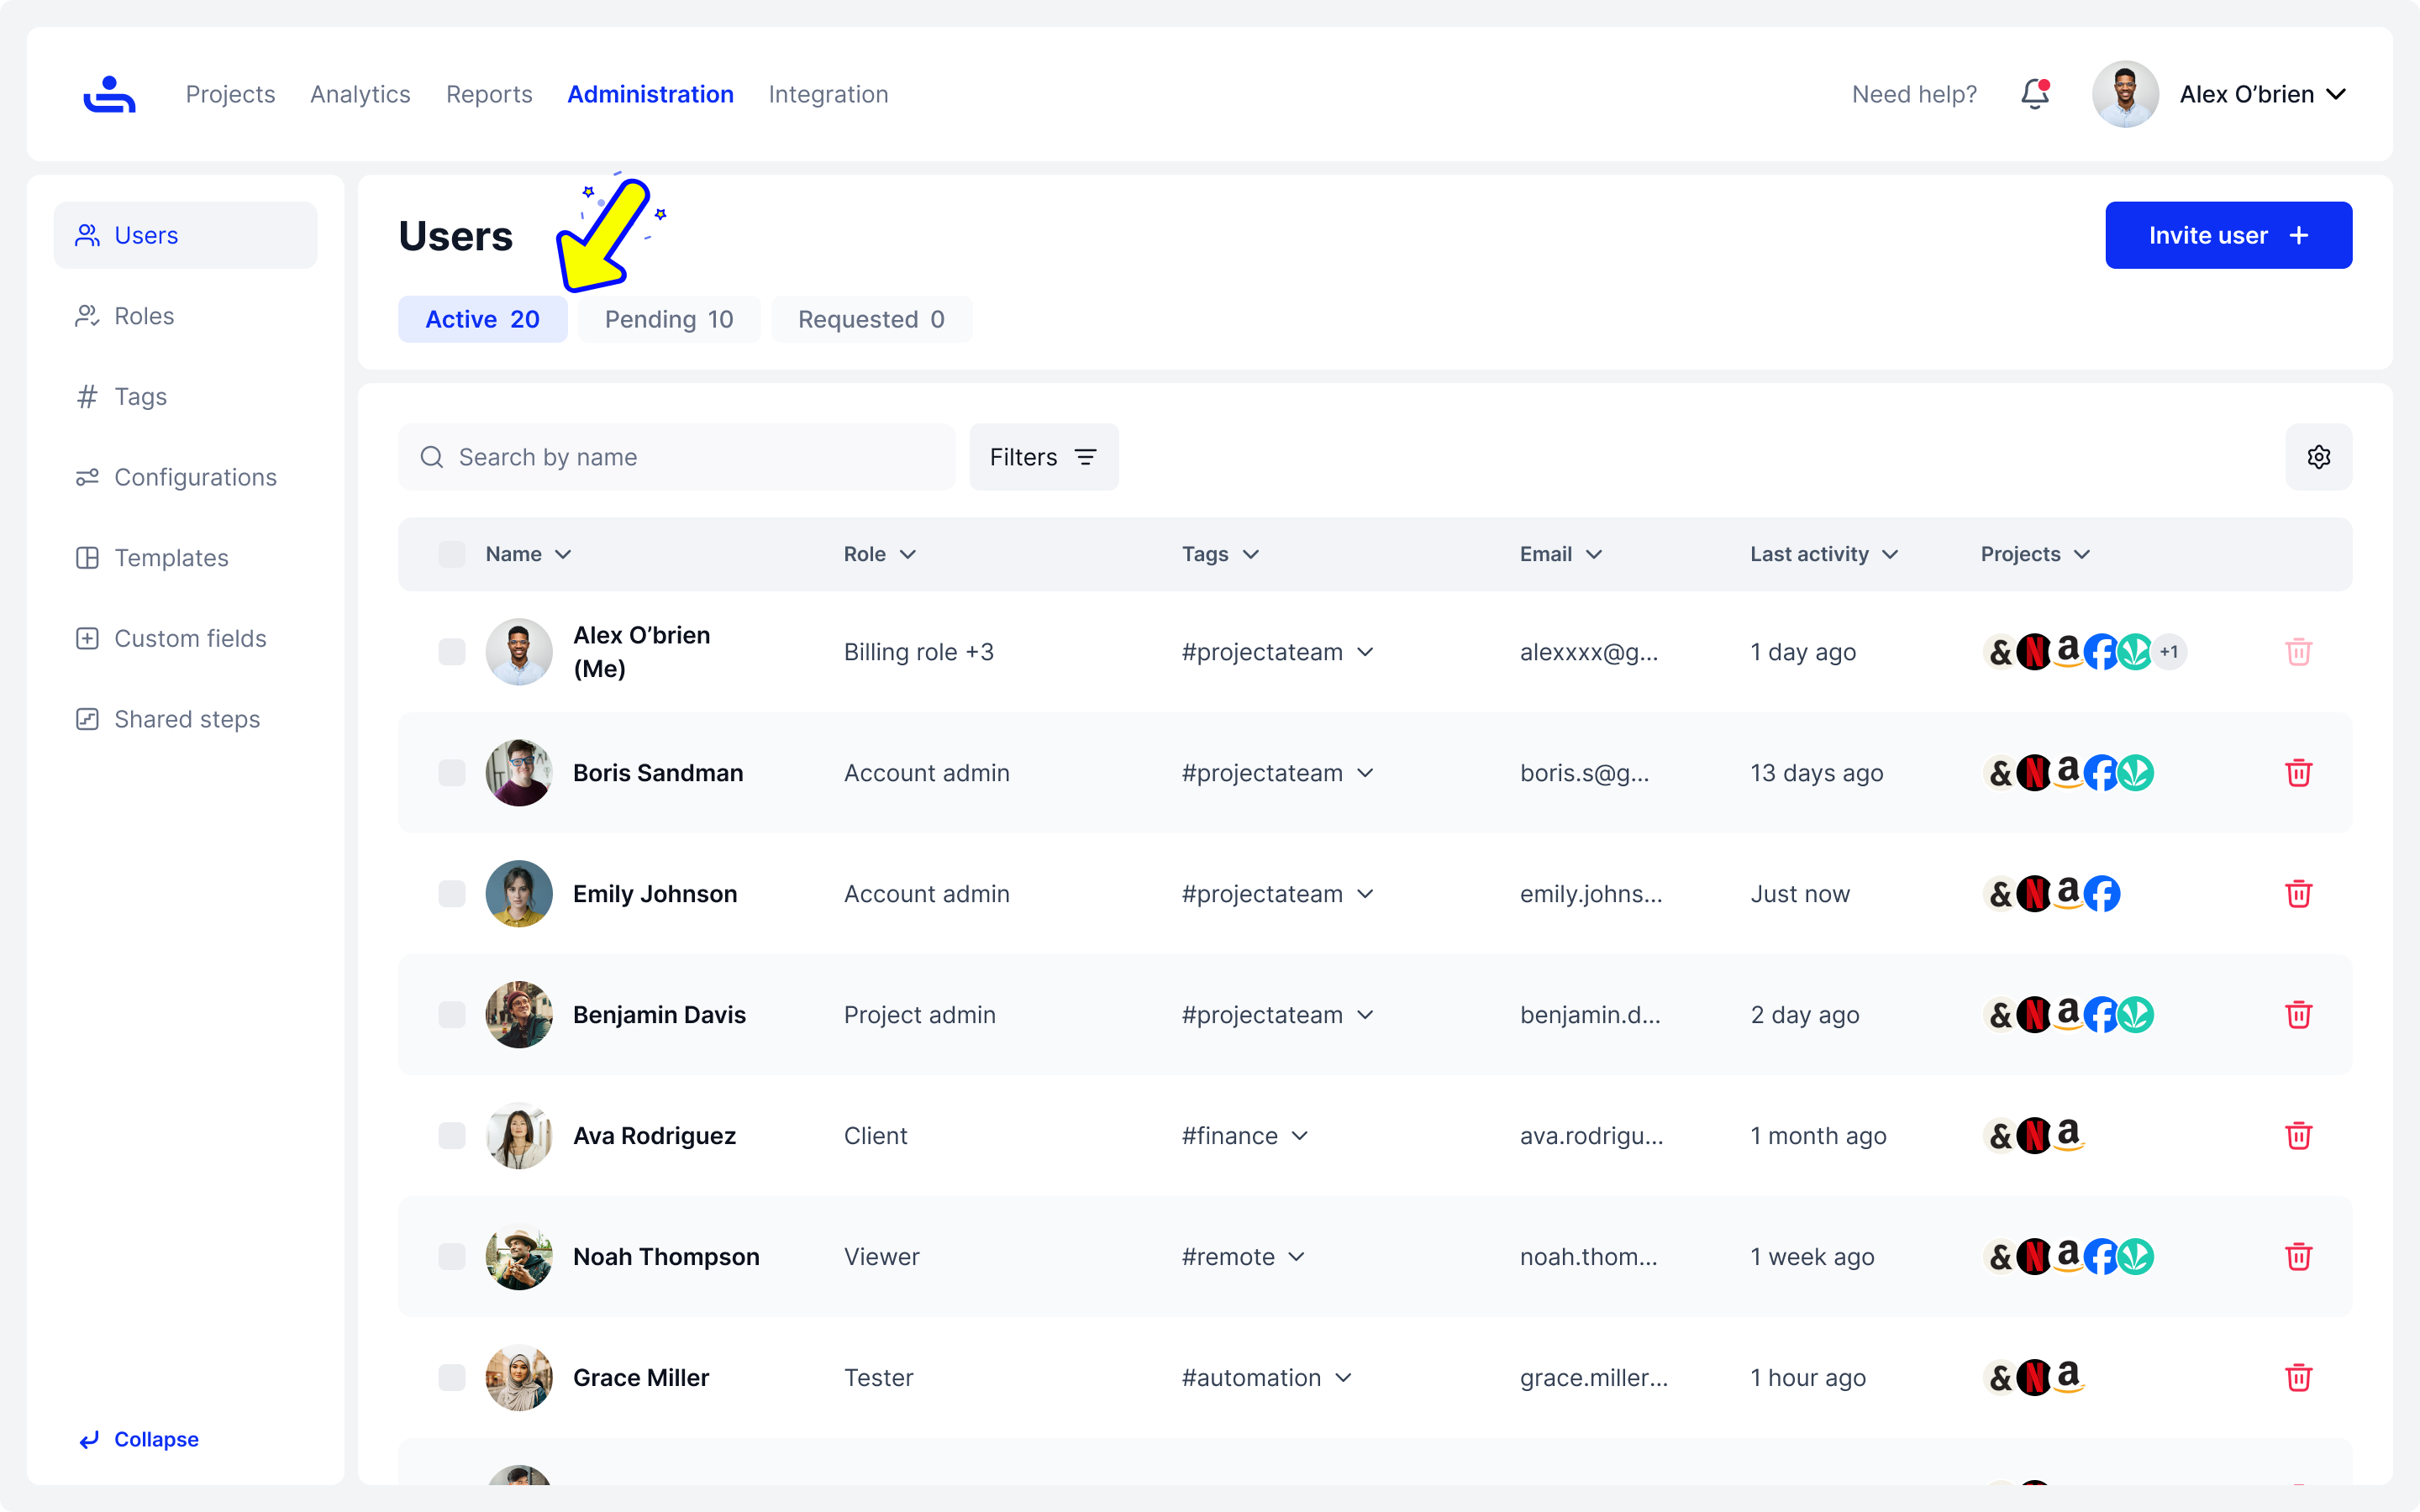 Projects Analytics Reports Administration Integration Need help? Alex O’brien
Users
Roles
Tags
Configurations
Templates
Custom fields
Shared steps
Collapse
Users
Invite user +
Active 20 Pending 10 Requested 0
Search by name Filters
Name Role Tags Email Last activity Projects
Alex O’brien
(Me) Billing role +3 #projectateam alexxxx@g... 1 day ago & N a f +1
Boris Sandman Account admin #projectateam boris.s@g... 13 days ago & N a f
Emily Johnson Account admin #projectateam emily.johns... Just now & N a f
Benjamin Davis Project admin #projectateam benjamin.d... 2 day ago & N a f
Ava Rodriguez Client #finance ava.rodrigu... 1 month ago & N a
Noah Thompson Viewer #remote noah.thom... 1 week ago & N a f
Grace Miller Tester #automation grace.miller... 1 hour ago & N a